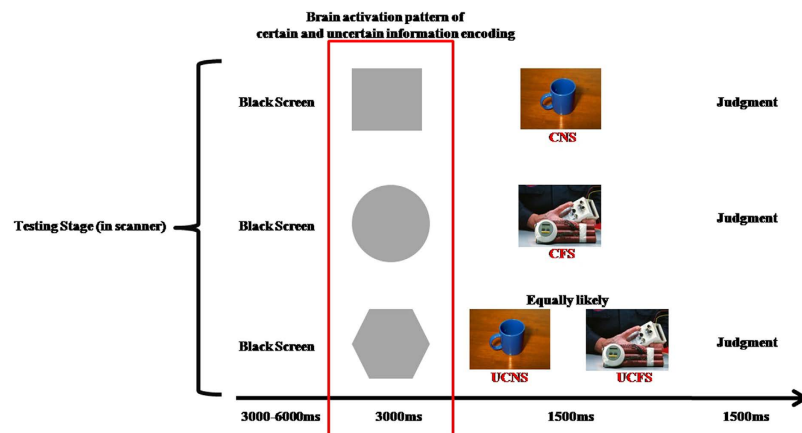 Brain activation pattern of
certain and uncertain information encoding
Black Screen
CNS
Judgment
Testing Stage (in scanner)
Black Screen
CFS
Judgment
Equally likely
Black Screen
UCNS
UCFS
Judgment
3000-6000ms
3000ms
1500ms
1500ms